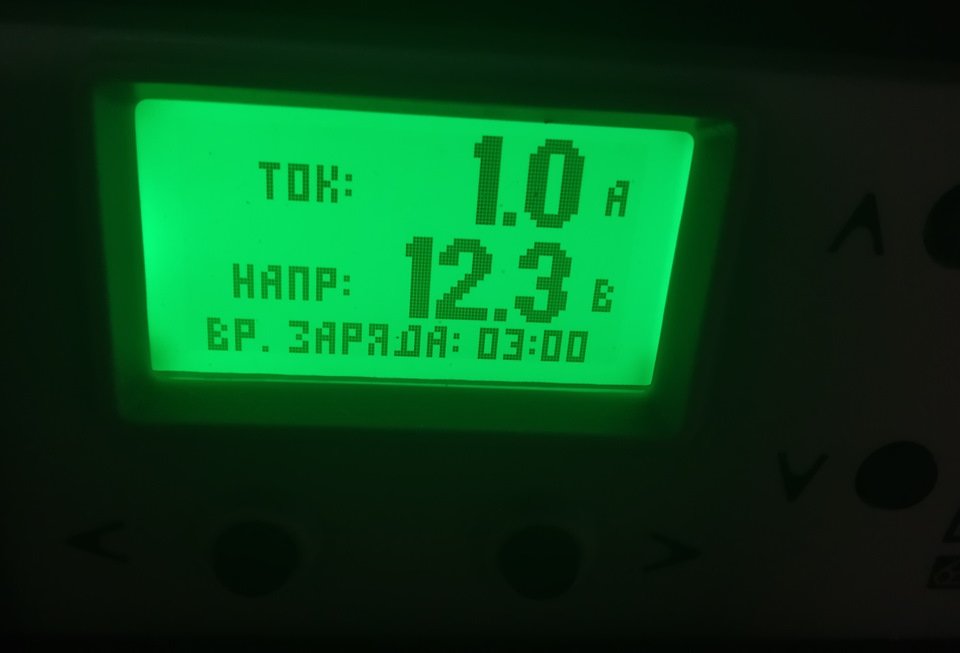 ТОК: 1.0 А
НАПР: 12.3 В
ВР. ЗАРЯДА: 03:00